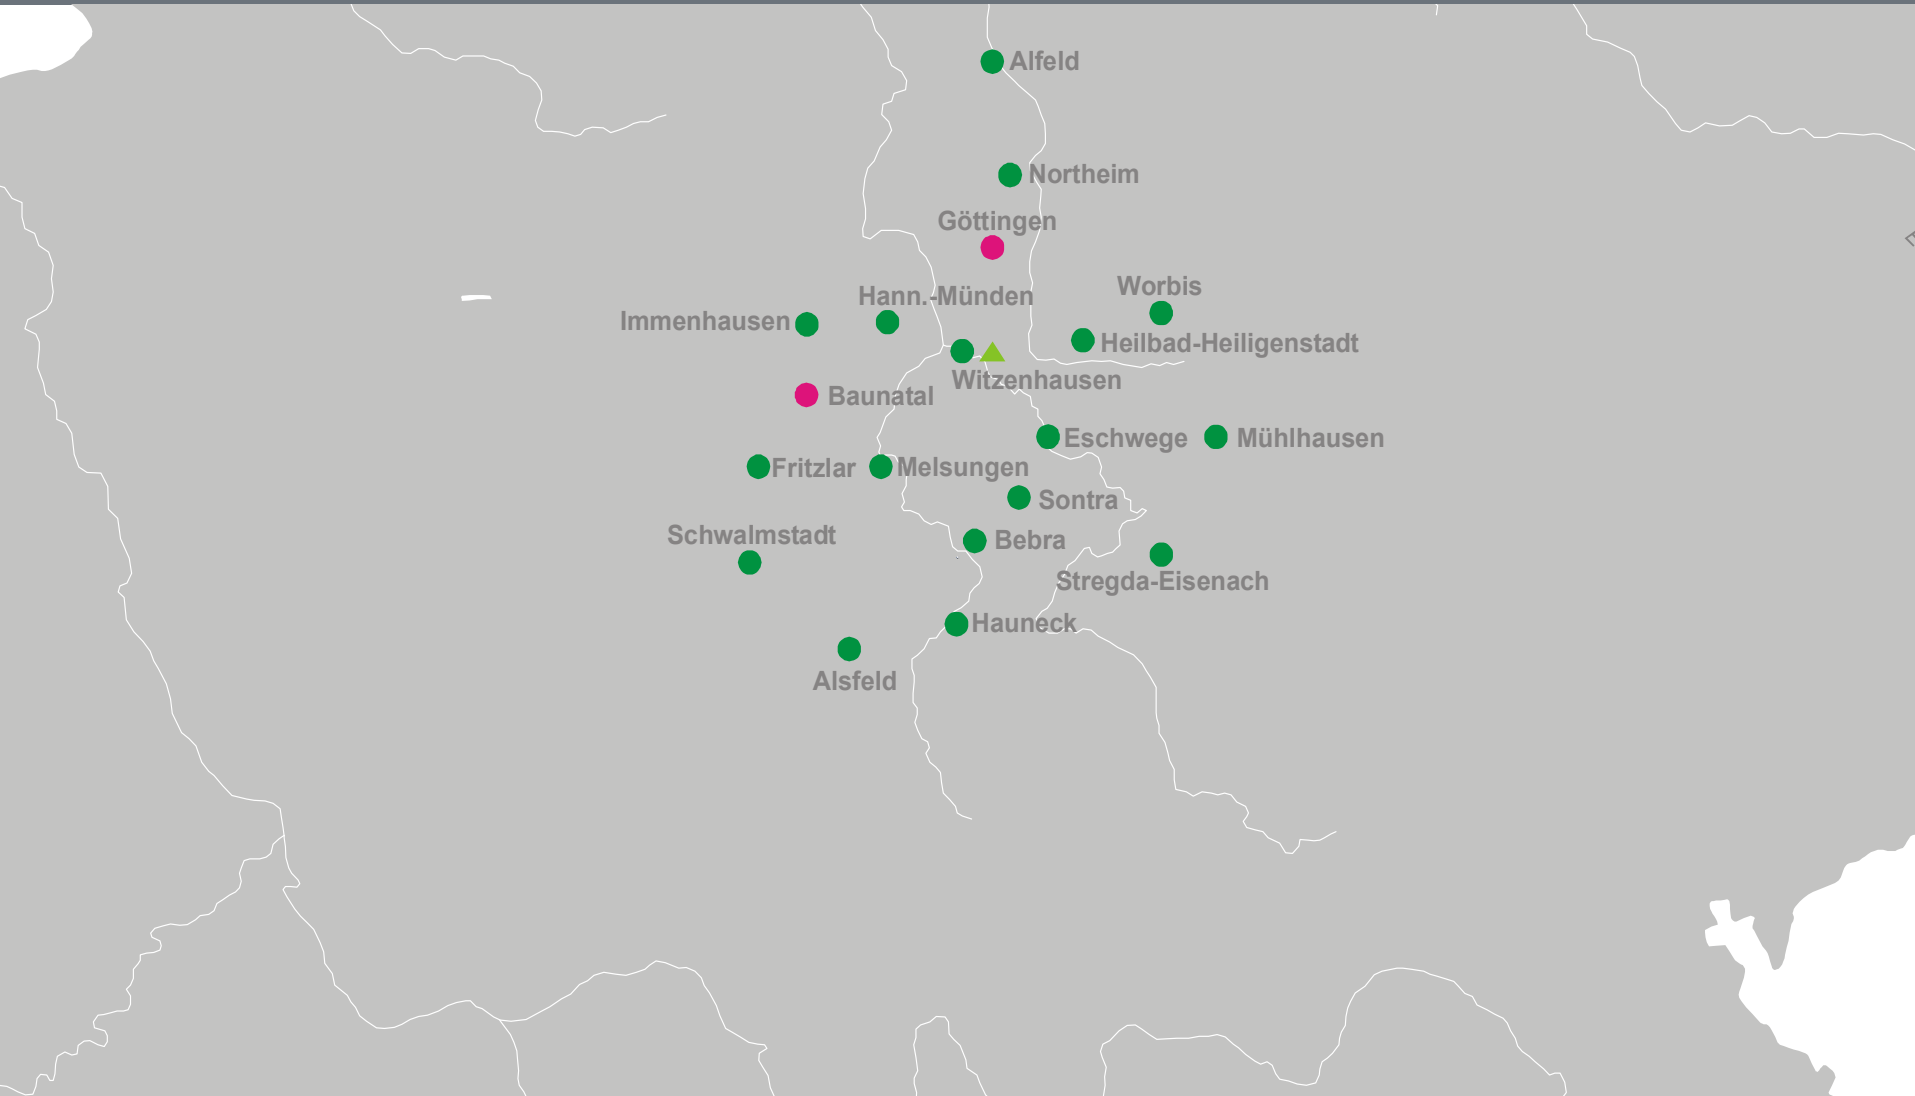 Alfeld
Northeim
Göttingen
Worbis
Hann.-Münden
Immenhausen
Heilbad-Heiligenstadt
Witzenhausen
Baunatal
Eschwege
Mühlhausen
Fritzlar
Melsungen
Sontra
Schwalmstadt
Bebra
Stregda-Eisenach
Hauneck
Alsfeld